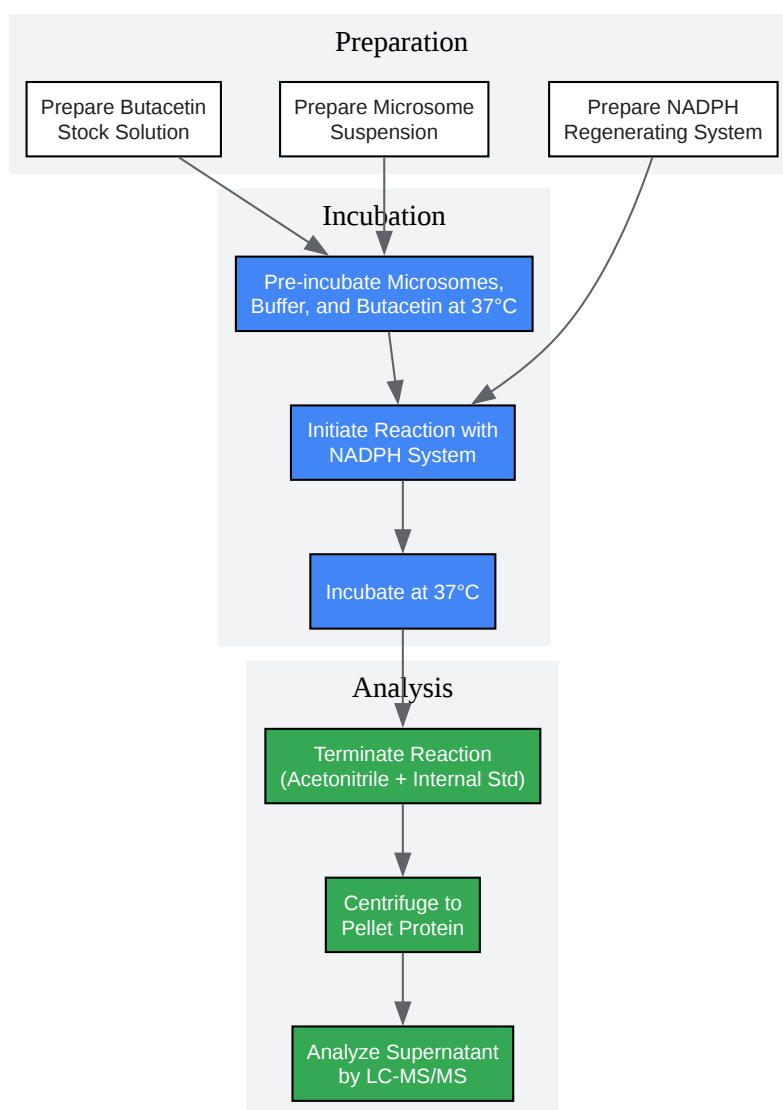 Preparation
Prepare Butacetin
Stock Solution
Prepare Microsome
Suspension
Prepare NADPH
Regenerating System
Incubation
Pre-incubate Microsomes,
Buffer, and Butacetin at 37°C
Initiate Reaction with
NADPH System
Incubate at 37°C
Analysis
Terminate Reaction
(Acetonitrile + Internal Std)
Centrifuge to
Pellet Protein
Analyze Supernatant
by LC-MS/MS